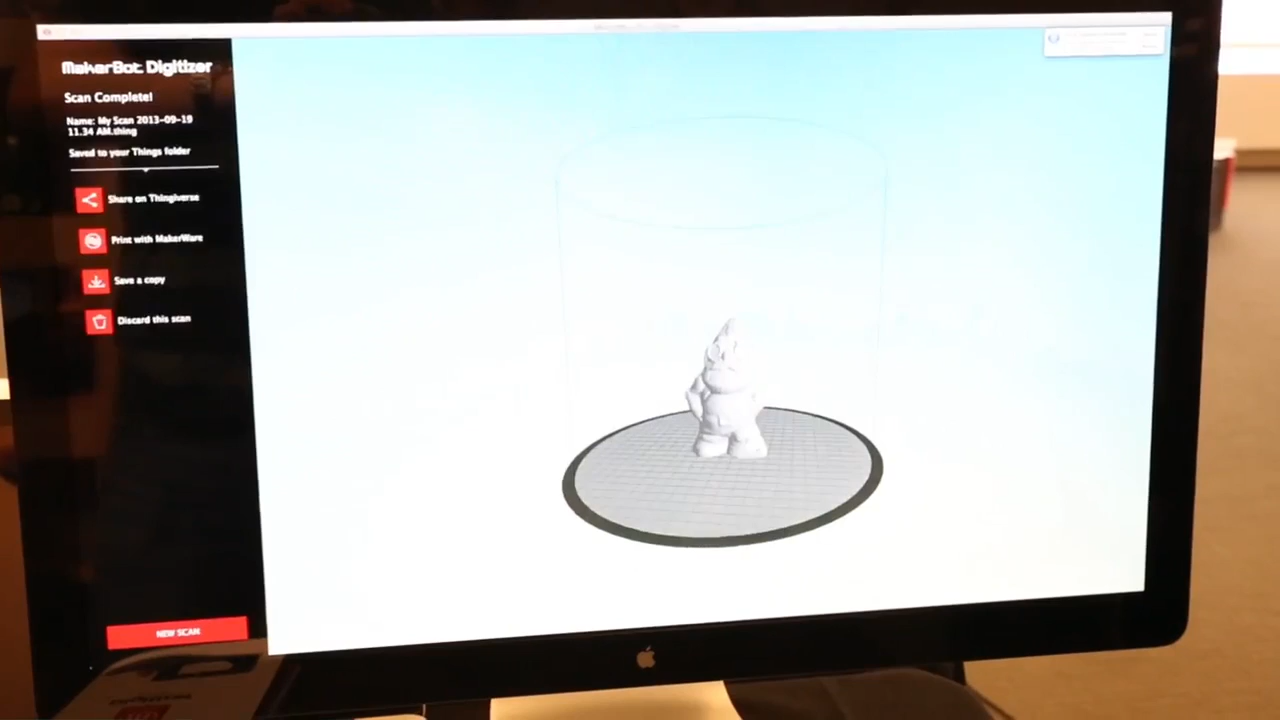 MakerBot Digitizer
Scan Complete!
Name: My Scan 2013-09-19
11.34 AM.thing
Saved to your Things folder
Share on Thingiverse
Print with MakerWare
Save a copy
Discard this scan
NEW SCAN